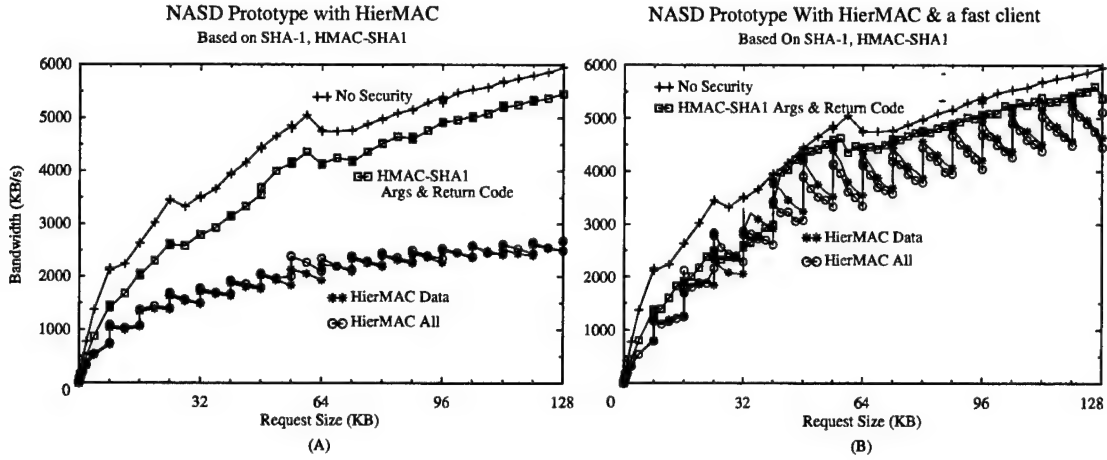 NASD Prototype with HierMAC
Based on SHA-1, HMAC-SHA1
Bandwidth (KB/s)
6000
5000
4000
3000
2000
1000
0
No Security
HMAC-SHA1
Args & Return Code
HierMAC Data
HierMAC All
32
64
96
128
Request Size (KB)
(A)
NASD Prototype With HierMAC & a fast client
Based On SHA-1, HMAC-SHA1
6000
5000
4000
3000
2000
1000
0
No Security
HMAC-SHA1 Args & Return Code
HierMAC Data
HierMAC All
0
32
64
96
128
Request Size (KB)
(B)